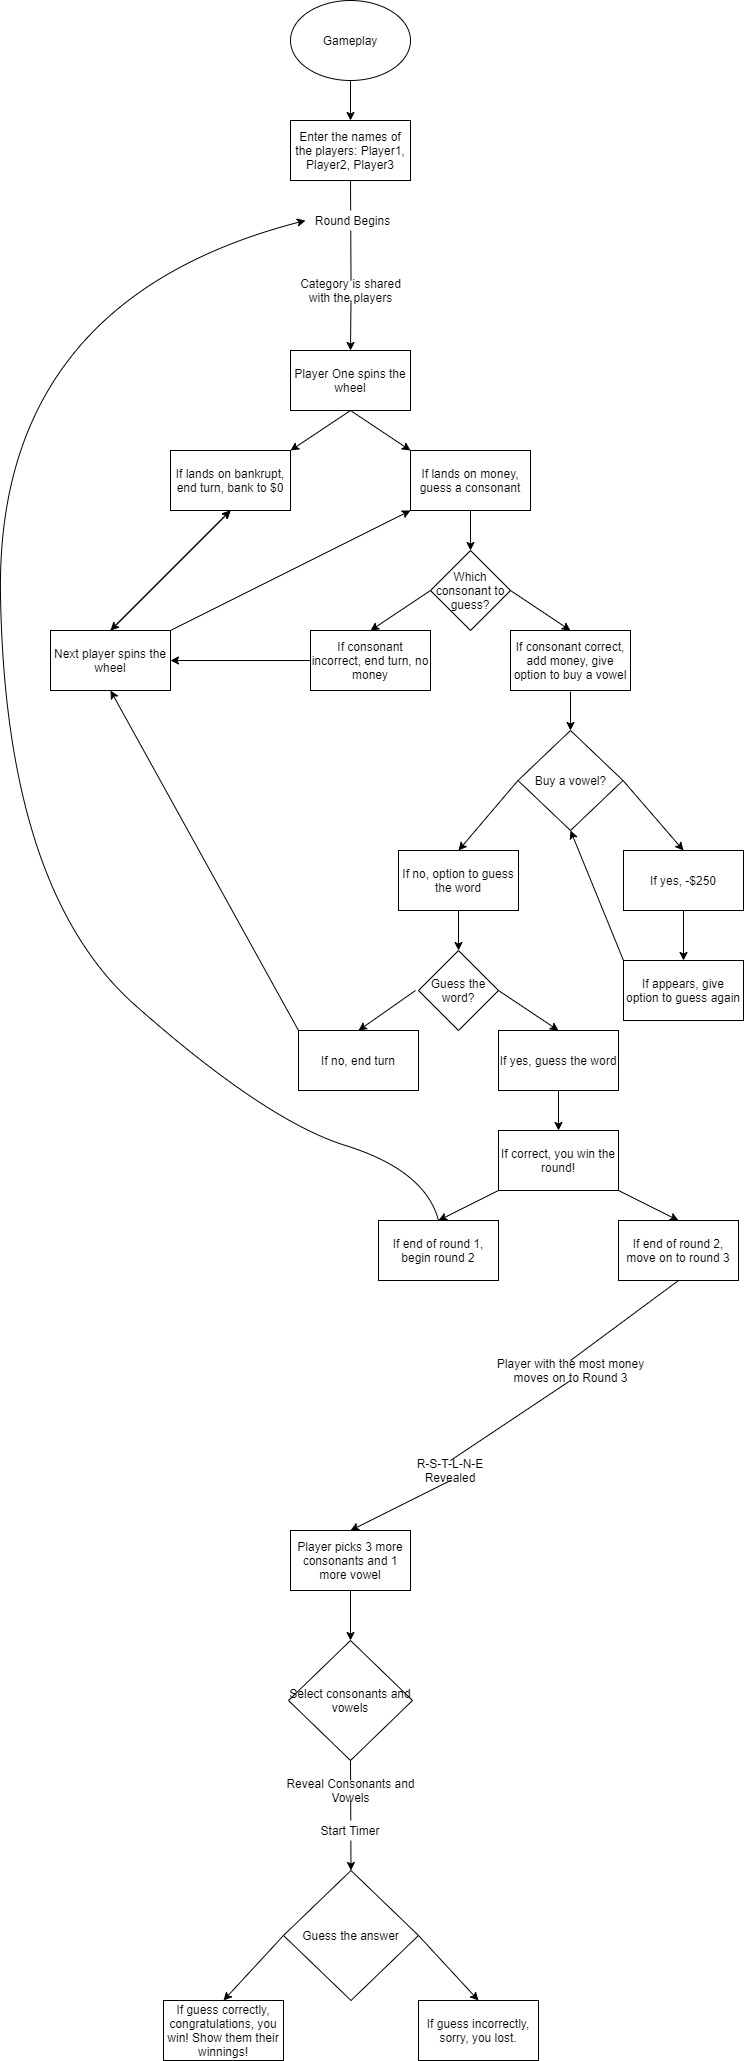 Gameplay
Enter the names of
the players: Player1,
Player2, Player3
Round Begins
Category is shared
with the players
Player One spins the
wheel
If lands on bankrupt,
end turn, bank to $0
If lands on money,
guess a consonant
Which
consonant to
guess?
Next player spins the
wheel
If consonant
incorrect, end turn, no
money
If consonant correct,
add money, give
option to buy a vowel
Buy a vowel?
If no, option to guess
the word
If yes, -$250
Guess the
word?
If appears, give
option to guess again
If no, end turn
If yes, guess the word
If correct, you win the
round!
If end of round 1,
begin round 2
If end of round 2,
move on to round 3
Player with the most money
moves on to Round 3
R-S-T-L-N-E
Revealed
Player picks 3 more
consonants and 1
more vowel
Select consonants and
vowels
Reveal Consonants and
Vowels
Start Timer
Guess the answer
If guess correctly,
congratulations, you
win! Show them their
winnings!
If guess incorrectly,
sorry, you lost.